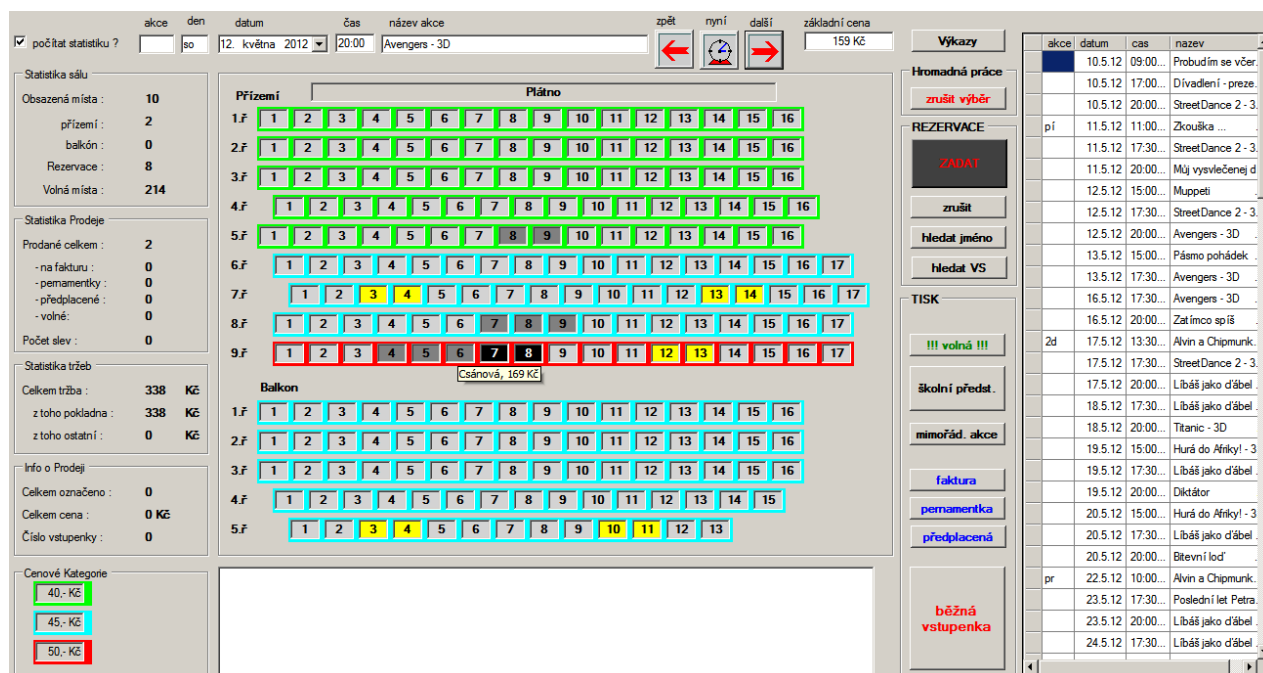 akce den datum čas název akce zpět nyní další základní cena
počítat statistiku ? so 12. května 2012 20:00 Avengers - 3D 159 Kč
Statistika sálu
Obsazená místa : 10
přízemí : 2
balkón : 0
Rezervace : 8
Volná místa : 214
Statistika Prodeje
Prodané celkem : 2
- na fakturu : 0
- pernamentky : 0
- předplacené : 0
- volné: 0
Počet slev : 0
Statistika tržeb
Celkem tržba : 338 Kč
z toho pokladna : 338 Kč
z toho ostatní : 0 Kč
Info o Prodeji
Celkem označeno : 0
Celkem cena : 0 Kč
Číslo vstupenky : 0
Cenové Kategorie
40,- Kč
45,- Kč
50,- Kč
Přízemí Plátno
1.ř 1 2 3 4 5 6 7 8 9 10 11 12 13 14 15 16
2.ř 1 2 3 4 5 6 7 8 9 10 11 12 13 14 15 16
3.ř 1 2 3 4 5 6 7 8 9 10 11 12 13 14 15 16
4.ř 1 2 3 4 5 6 7 8 9 10 11 12 13 14 15 16
5.ř 1 2 3 4 5 6 7 8 9 10 11 12 13 14 15 16
6.ř 1 2 3 4 5 6 7 8 9 10 11 12 13 14 15 16 17
7.ř 1 2 3 4 5 6 7 8 9 10 11 12 13 14 15 16 17
8.ř 1 2 3 4 5 6 7 8 9 10 11 12 13 14 15 16 17
9.ř 1 2 3 4 5 6 7 8 9 10 11 12 13 14 15 16 17
Csánová, 169 Kč
Balkon
1.ř 1 2 3 4 5 6 7 8 9 10 11 12 13 14 15 16
2.ř 1 2 3 4 5 6 7 8 9 10 11 12 13 14 15 16
3.ř 1 2 3 4 5 6 7 8 9 10 11 12 13 14 15 16
4.ř 1 2 3 4 5 6 7 8 9 10 11 12 13 14 15
5.ř 1 2 3 4 5 6 7 8 9 10 11 12 13
Výkazy
Hromadná práce
zrušit výběr
REZERVACE
ZADAT
zrušit
hledat jméno
hledat VS
TISK
!!! volná !!!
školní předst.
mimořád. akce
faktura
pernamentka
předplacená
běžná
vstupenka
akce datum cas nazev
10.5.12 09:00... Probudím se včer.
10.5.12 17:00... Dívadlení - preze.
10.5.12 20:00... StreetDance 2 - 3.
pí 11.5.12 11:00... Zkouška ...
11.5.12 17:30... StreetDance 2 - 3.
11.5.12 20:00... Můj vysvlečenej d
12.5.12 15:00... Muppeti
12.5.12 17:30... StreetDance 2 - 3.
12.5.12 20:00... Avengers - 3D
13.5.12 15:00... Pásmo pohádek
13.5.12 17:30... Avengers - 3D
16.5.12 17:30... Avengers - 3D
16.5.12 20:00... Zatímco spíš
2d 17.5.12 13:30... Alvin a Chipmunk.
17.5.12 17:30... StreetDance 2 - 3.
17.5.12 20:00... Líbáš jako ďábel
18.5.12 17:30... Líbáš jako ďábel
18.5.12 20:00... Titanic - 3D
19.5.12 15:00... Hurá do Afriky! - 3
19.5.12 17:30... Líbáš jako ďábel
19.5.12 20:00... Diktátor
20.5.12 15:00... Hurá do Afriky! - 3
20.5.12 17:30... Líbáš jako ďábel
20.5.12 20:00... Bitevní loď
pr 22.5.12 10:00... Alvin a Chipmunk.
23.5.12 17:30... Poslední let Petra.
23.5.12 20:00... Líbáš jako ďábel
24.5.12 17:30... Líbáš jako ďábel